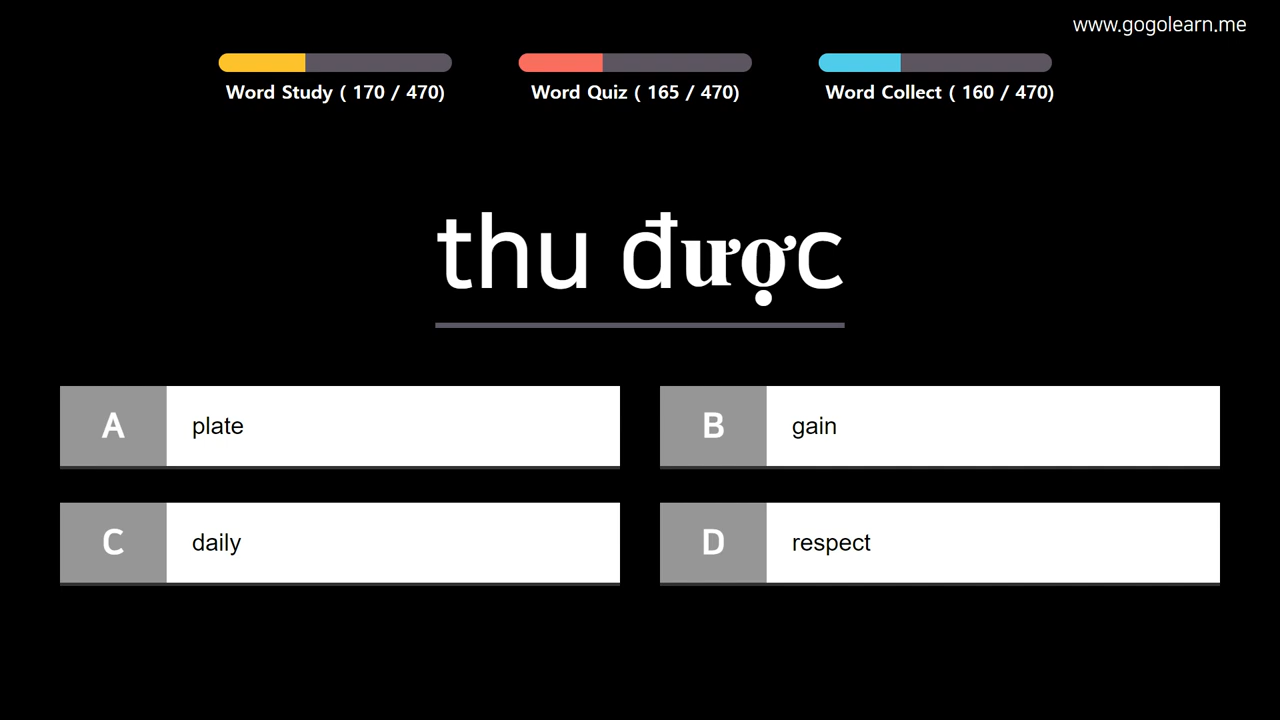 www.gogolearn.me
Word Study ( 170 / 470)
Word Quiz ( 165 / 470)
Word Collect ( 160 / 470)
thu được
A plate
B gain
C daily
D respect